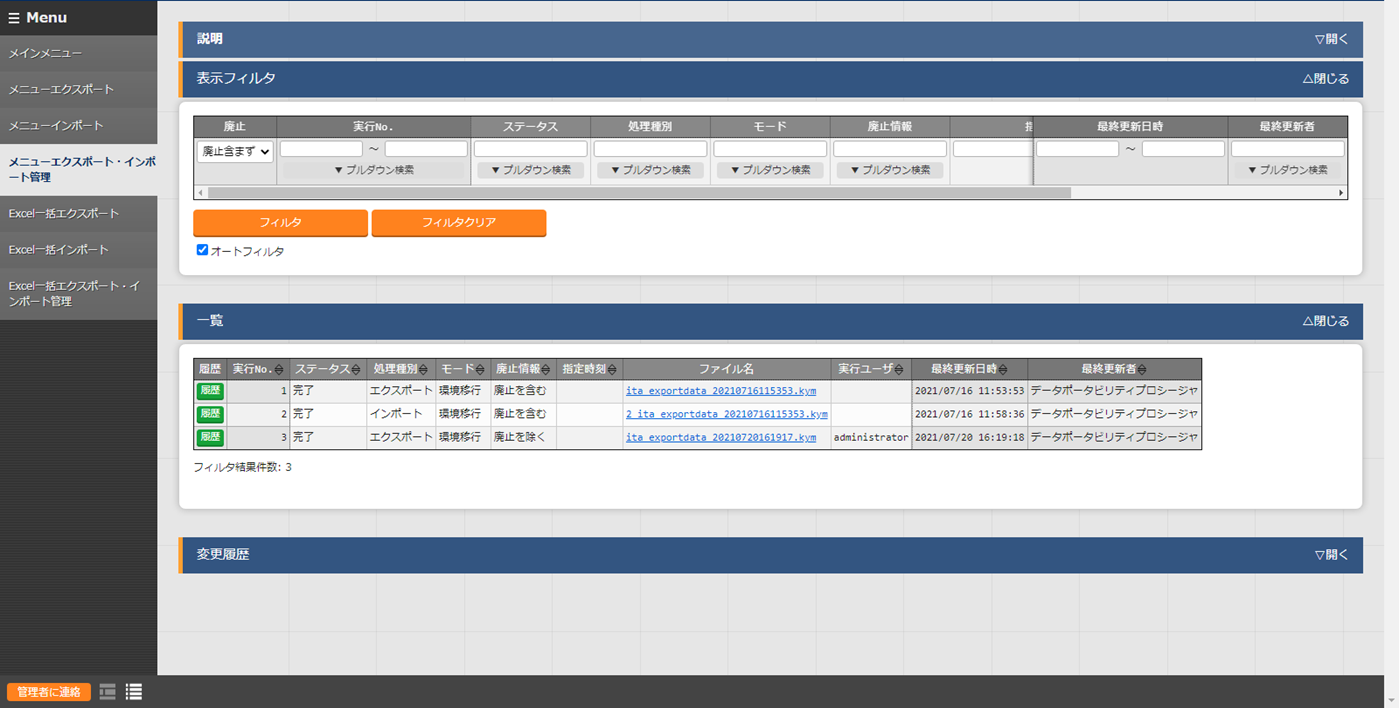 ☰ Menu
メインメニュー
メニューエクスポート
メニューインポート
メニューエクスポート・インポ
ート管理
Excel一括エクスポート
Excel一括インポート
Excel一括エクスポート・イ
ンポート管理
説明 ▽開く
表示フィルタ △閉じる
廃止 実行No. ステータス 処理種別 モード 廃止情報 最終更新日時 最終更新者
廃止含まず ～ ～
▼プルダウン検索 ▼プルダウン検索 ▼プルダウン検索 ▼プルダウン検索 ▼プルダウン検索 ▼プルダウン検索
フィルタ フィルタクリア
オートフィルタ
一覧 △閉じる
履歴 実行No. ステータス 処理種別 モード 廃止情報 指定時刻 ファイル名 実行ユーザ 最終更新日時 最終更新者
履歴 1 完了 エクスポート 環境移行 廃止を含む ita_exportdata_20210716115353.kym 2021/07/16 11:53:53 データポータビリティプロシージャ
履歴 2 完了 インポート 環境移行 廃止を含む 2_ita_exportdata_20210716115353.kym 2021/07/16 11:58:36 データポータビリティプロシージャ
履歴 3 完了 エクスポート 環境移行 廃止を除く ita_exportdata_20210720161917.kym administrator 2021/07/20 16:19:18 データポータビリティプロシージャ
フィルタ結果件数: 3
変更履歴 ▽開く
管理者に連絡